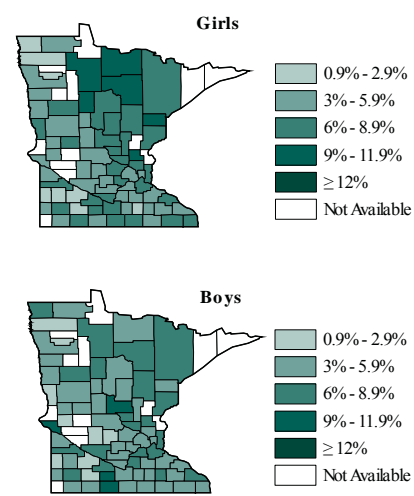 Girls
0.9% - 2.9%
3% - 5.9%
6% - 8.9%
9% - 11.9%
≥ 12%
Not Available
Boys
0.9% - 2.9%
3% - 5.9%
6% - 8.9%
9% - 11.9%
≥ 12%
Not Available